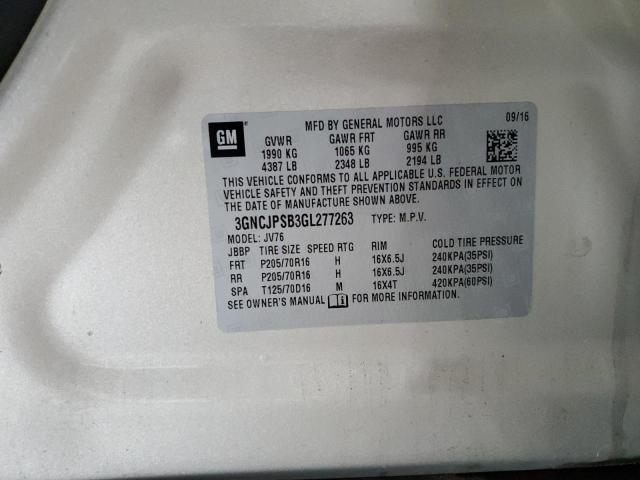 GM
MFD BY GENERAL MOTORS LLC 09/16
GVWR GAWR FRT GAWR RR
1990 KG 1065 KG 995 KG
4387 LB 2348 LB 2194 LB
THIS VEHICLE CONFORMS TO ALL APPLICABLE U.S. FEDERAL MOTOR
VEHICLE SAFETY AND THEFT PREVENTION STANDARDS IN EFFECT ON
THE DATE OF MANUFACTURE SHOWN ABOVE.
3GNCJPSB3GL277263 TYPE: M.P.V.
MODEL: JV76
JBBP TIRE SIZE SPEED RTG RIM COLD TIRE PRESSURE
FRT P205/70R16 H 16X6.5J 240KPA(35PSI)
RR P205/70R16 H 16X6.5J 240KPA(35PSI)
SPA T125/70D16 M 16X4T 420KPA(60PSI)
SEE OWNER'S MANUAL FOR MORE INFORMATION.